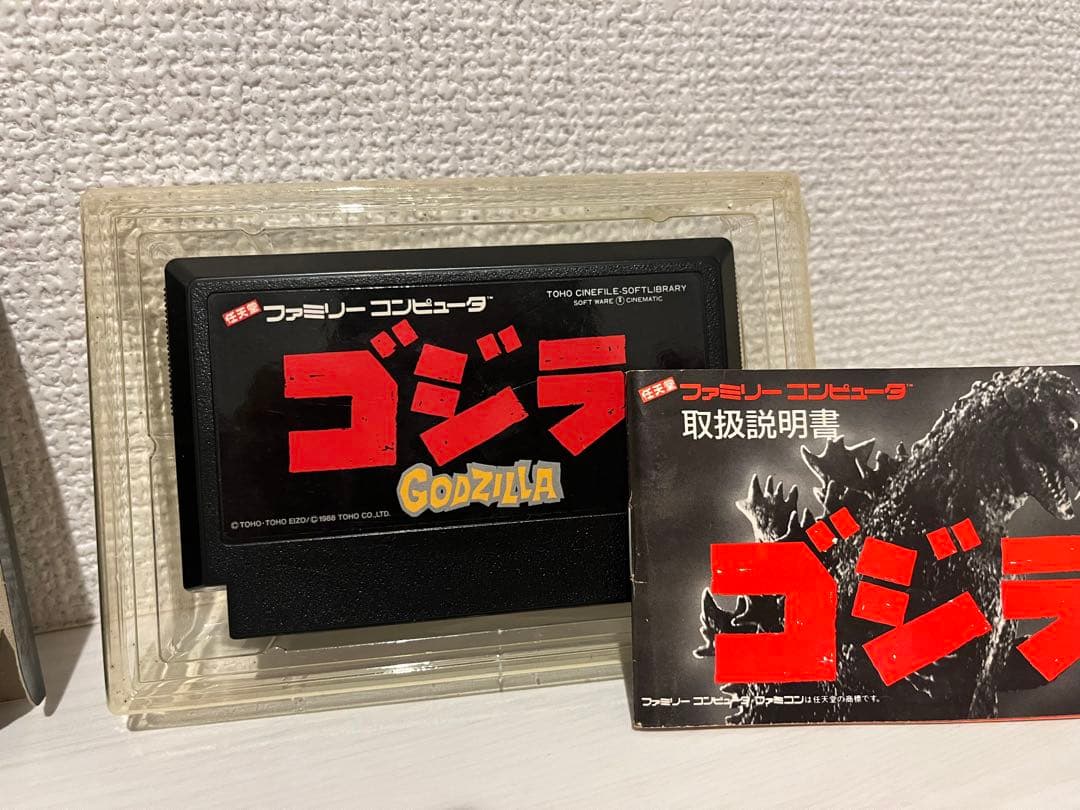 任天堂 ファミリー コンピュータ™
TOHO CINEFILE-SOFTLIBRARY
SOFT WARE CINEMATIC
ゴジラ
GODZILLA
©TOHO・TOHO EIZO/©1988 TOHO CO.,LTD.
任天堂 ファミリー コンピュータ™
取扱説明書
ゴジラ
ファミリー コンピュータ・ファミコンは任天堂の商標です。